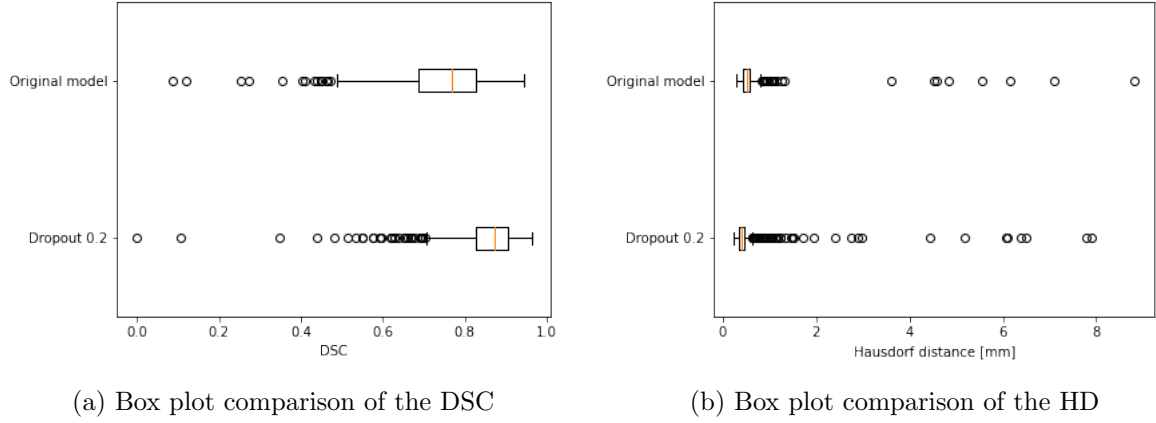 Original model
Dropout 0.2
0.0 0.2 0.4 0.6 0.8 1.0
DSC
(a) Box plot comparison of the DSC
Original model
Dropout 0.2
0 2 4 6 8
Hausdorf distance [mm]
(b) Box plot comparison of the HD